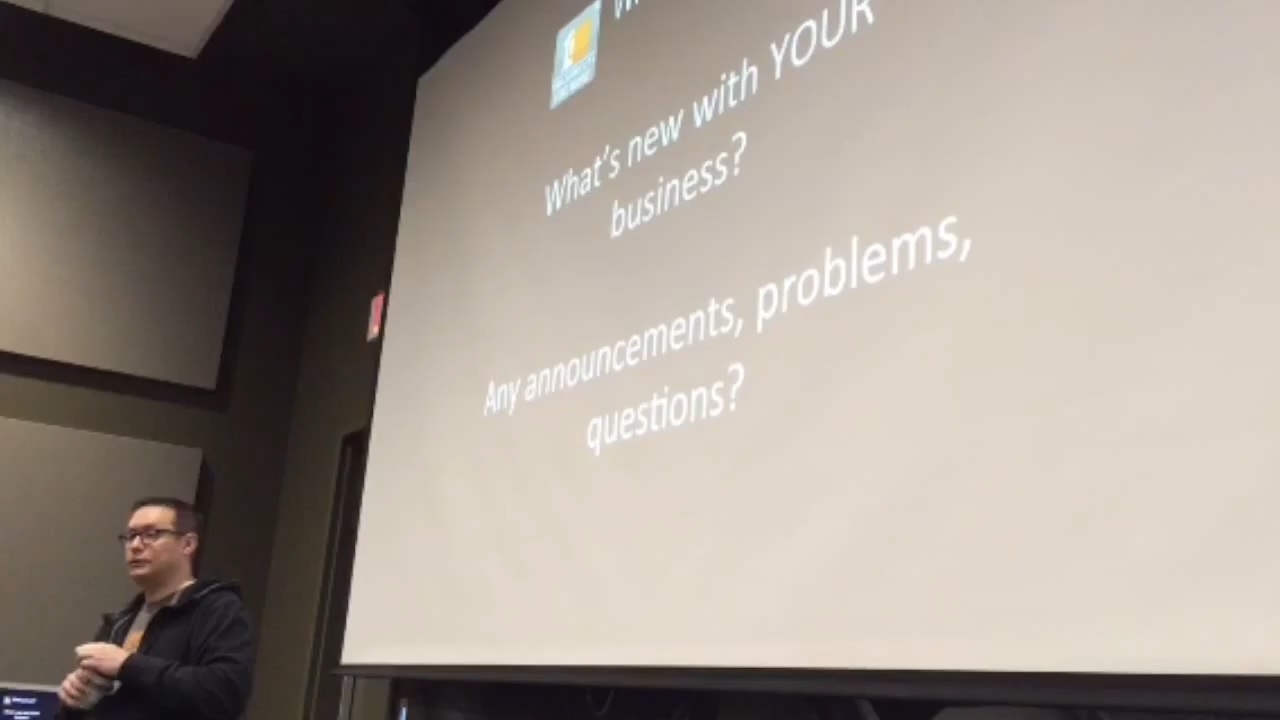 What's new with YOUR
business?
Any announcements, problems,
questions?